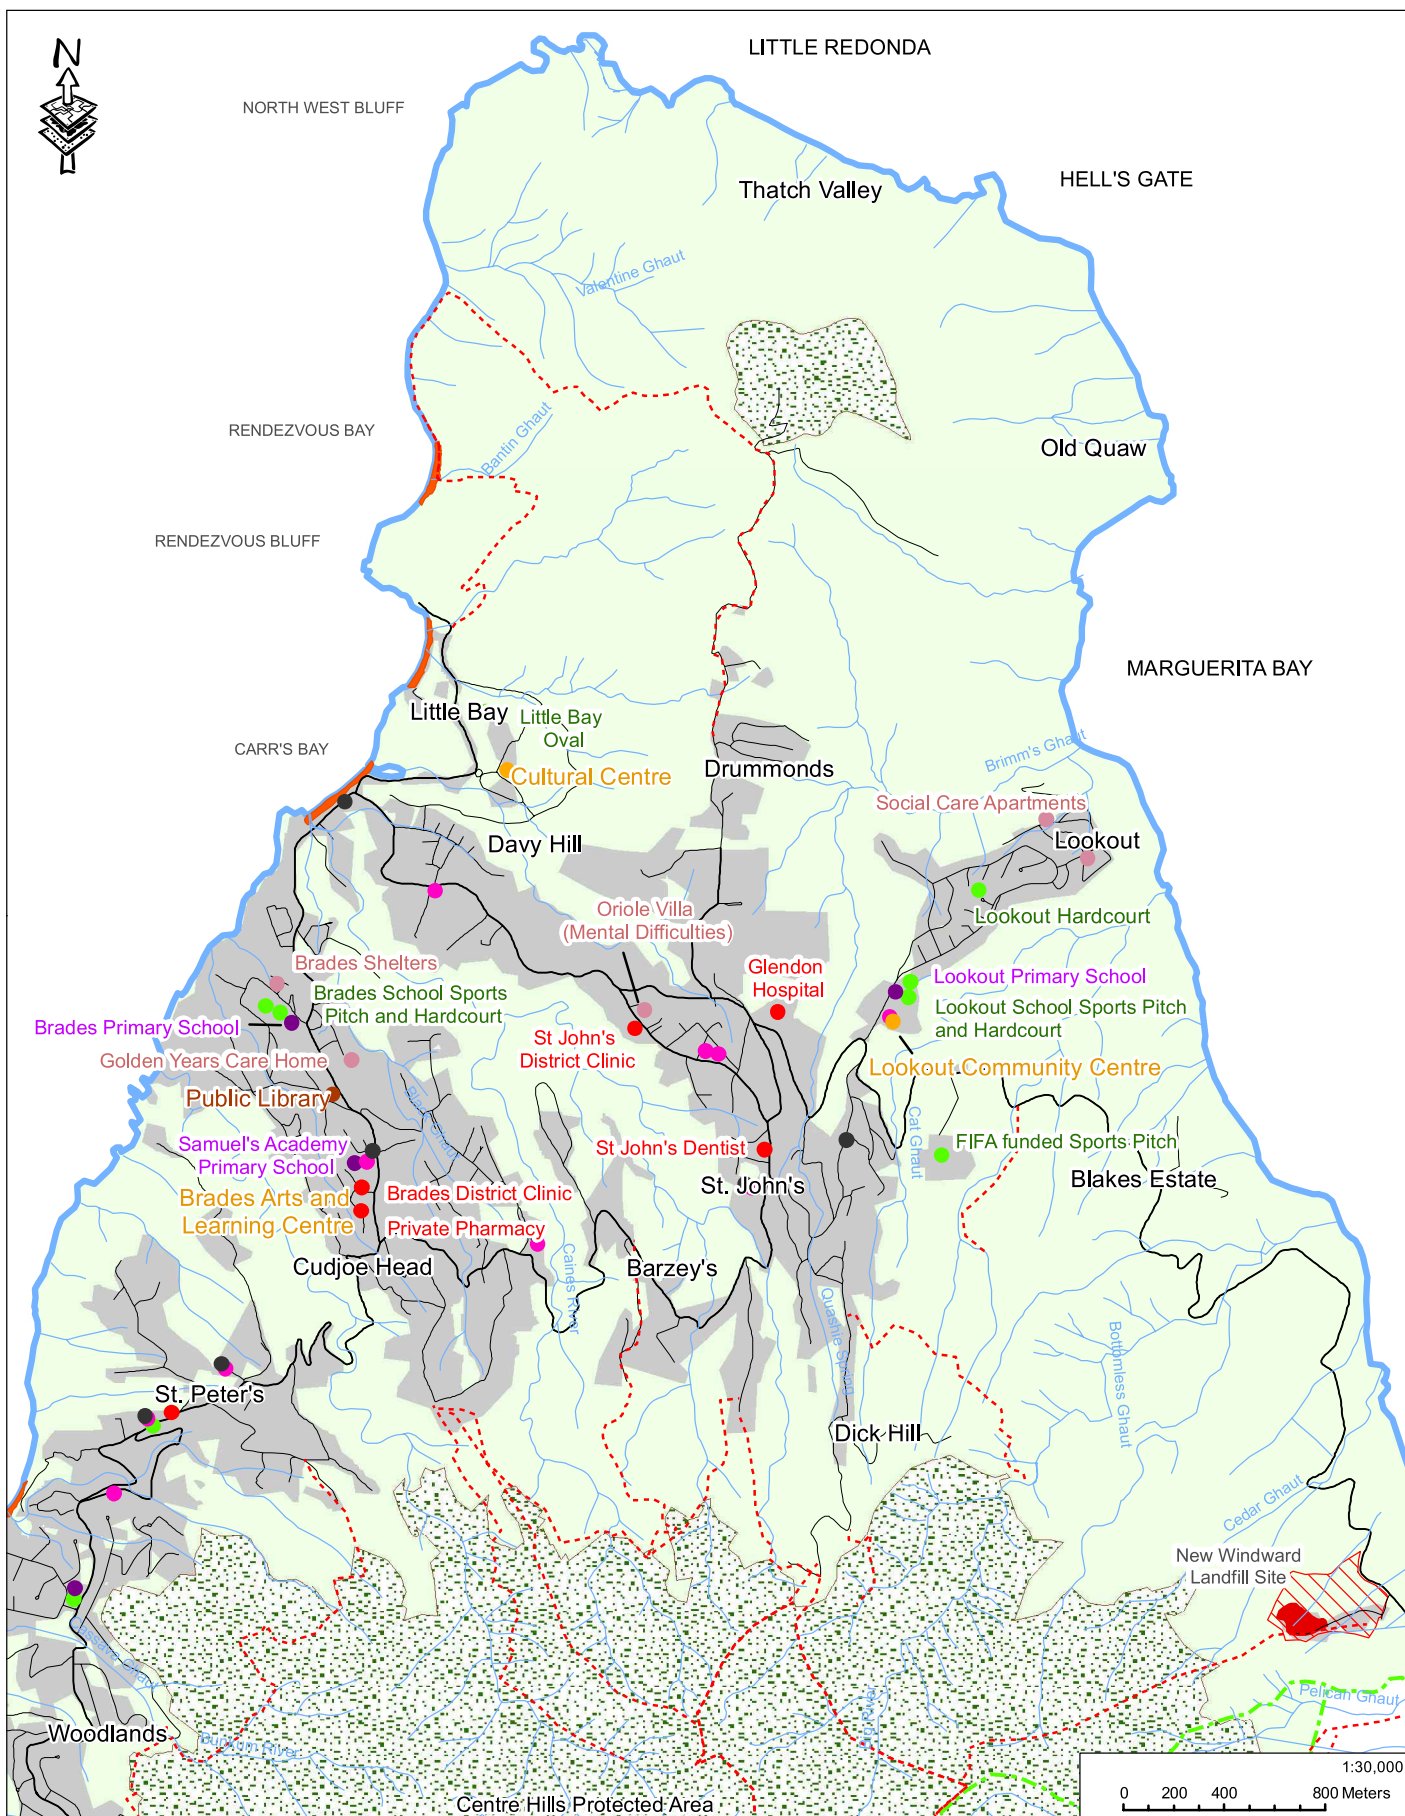 N
LITTLE REDONDA
NORTH WEST BLUFF
HELL'S GATE
Thatch Valley
Valentine Ghaut
RENDEZVOUS BAY
Bantin Ghaut
Old Quaw
RENDEZVOUS BLUFF
MARGUERITA BAY
Little Bay
Little Bay
Oval
CARR'S BAY
Cultural Centre
Drummonds
Brimm's Ghaut
Social Care Apartments
Davy Hill
Lookout
Oriole Villa
(Mental Difficulties)
Lookout Hardcourt
Brades Shelters
Glendon
Hospital
Lookout Primary School
Brades School Sports
Pitch and Hardcourt
Lookout School Sports Pitch
and Hardcourt
Brades Primary School
St John's
District Clinic
Golden Years Care Home
Lookout Community Centre
Public Library
Cat Ghaut
Samuel's Academy
Primary School
St John's Dentist
FIFA funded Sports Pitch
Brades Arts and
Learning Centre
Brades District Clinic
St. John's
Blakes Estate
Private Pharmacy
Cudjoe Head
Caines River
Barzey's
Quashie Spring
Bottomless Ghaut
St. Peter's
Dick Hill
Cedar Ghaut
New Windward
Landfill Site
Pelican Ghaut
Woodlands
Centre Hills Protected Area
1:30,000
0 200 400 800 Meters